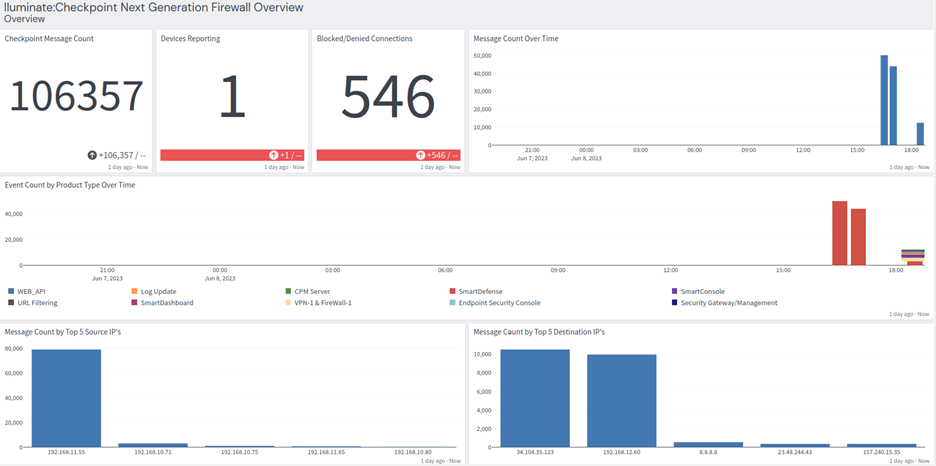 Iluminate:Checkpoint Next Generation Firewall Overview
Overview
Checkpoint Message Count
106357
+106,357 / --
1 day ago - Now
Devices Reporting
1
+1 / --
1 day ago - Now
Blocked/Denied Connections
546
+546 / --
1 day ago - Now
Message Count Over Time
50,000
40,000
30,000
20,000
10,000
0
21:00 00:00 03:00 06:00 09:00 12:00 15:00 18:00
Jun 7, 2023 Jun 8, 2023
1 day ago - Now
Event Count by Product Type Over Time
40,000
20,000
0
21:00 00:00 03:00 06:00 09:00 12:00 15:00 18:00
Jun 7, 2023 Jun 8, 2023
WEB_API Log Update CPM Server SmartDefense SmartConsole
URL Filtering SmartDashboard VPN-1 & FireWall-1 Endpoint Security Console Security Gateway/Management
1 day ago - Now
Message Count by Top 5 Source IP's
80,000
60,000
40,000
20,000
0
192.168.11.55 192.168.10.71 192.168.10.75 192.168.11.65 192.168.10.80
1 day ago - Now
Message Count by Top 5 Destination IP's
10,000
8,000
6,000
4,000
2,000
0
34.104.35.123 192.168.12.60 8.8.8.8 23.48.244.43 157.240.15.35
1 day ago - Now